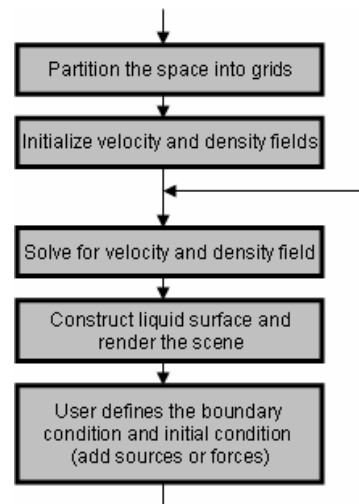 Partition the space into grids
Initialize velocity and density fields
Solve for velocity and density field
Construct liquid surface and
render the scene
User defines the boundary
condition and initial condition
(add sources or forces)